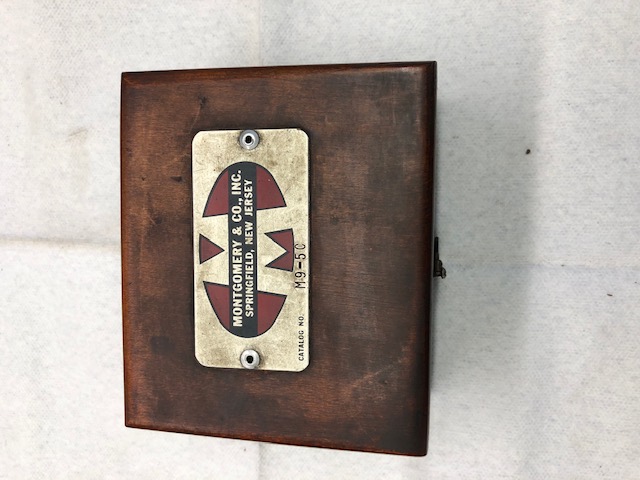 MONTGOMERY & CO., INC.
SPRINGFIELD, NEW JERSEY
CATALOG NO. M9-5C